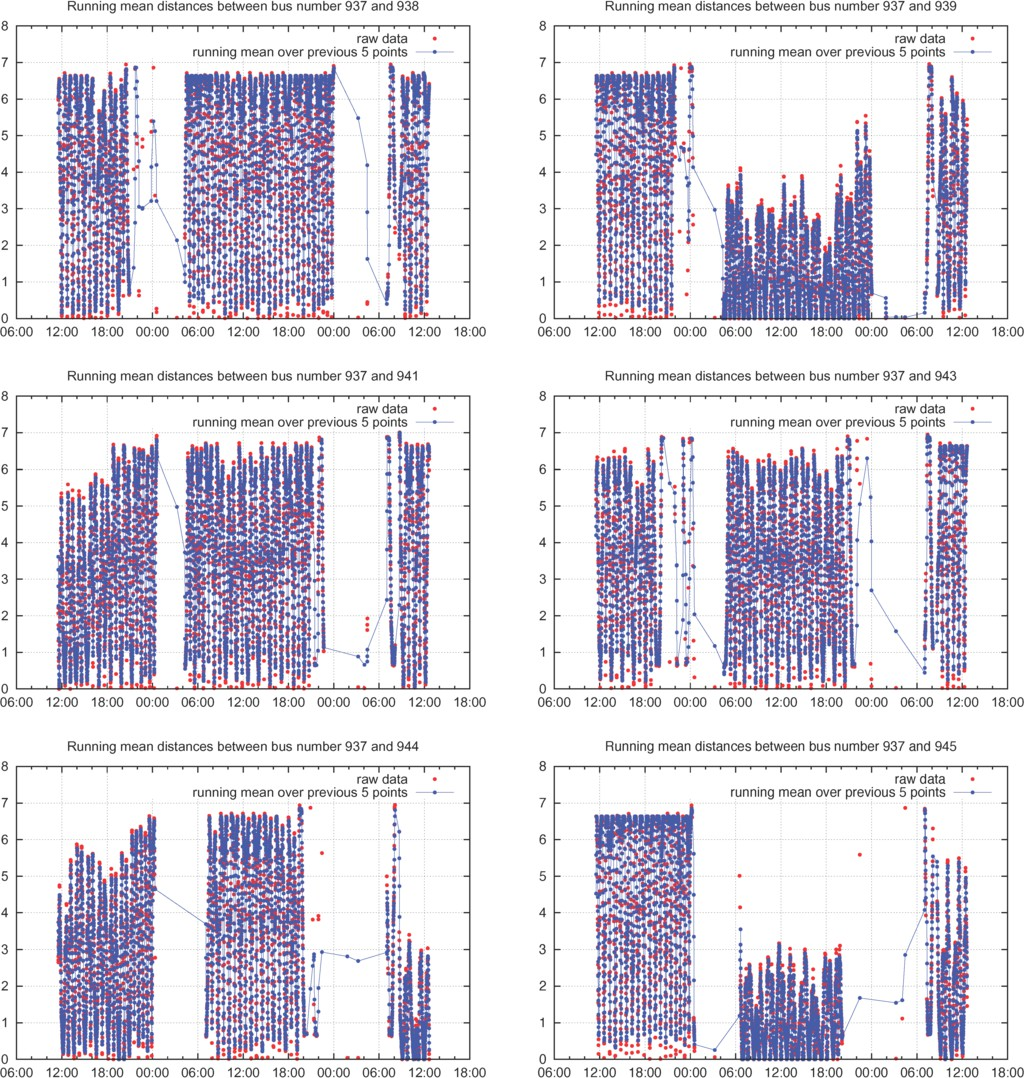 Running mean distances between bus number 937 and 938
8
7
6
5
4
3
2
1
0
raw data
running mean over previous 5 points
06:00 12:00 18:00 00:00 06:00 12:00 18:00 00:00 06:00 12:00 18:00
Running mean distances between bus number 937 and 939
8
7
6
5
4
3
2
1
0
raw data
running mean over previous 5 points
06:00 12:00 18:00 00:00 06:00 12:00 18:00 00:00 06:00 12:00 18:00
Running mean distances between bus number 937 and 941
8
7
6
5
4
3
2
1
0
raw data
running mean over previous 5 points
06:00 12:00 18:00 00:00 06:00 12:00 18:00 00:00 06:00 12:00 18:00
Running mean distances between bus number 937 and 943
8
7
6
5
4
3
2
1
0
raw data
running mean over previous 5 points
06:00 12:00 18:00 00:00 06:00 12:00 18:00 00:00 06:00 12:00 18:00
Running mean distances between bus number 937 and 944
8
7
6
5
4
3
2
1
0
raw data
running mean over previous 5 points
06:00 12:00 18:00 00:00 06:00 12:00 18:00 00:00 06:00 12:00 18:00
Running mean distances between bus number 937 and 945
8
7
6
5
4
3
2
1
0
raw data
running mean over previous 5 points
06:00 12:00 18:00 00:00 06:00 12:00 18:00 00:00 06:00 12:00 18:00